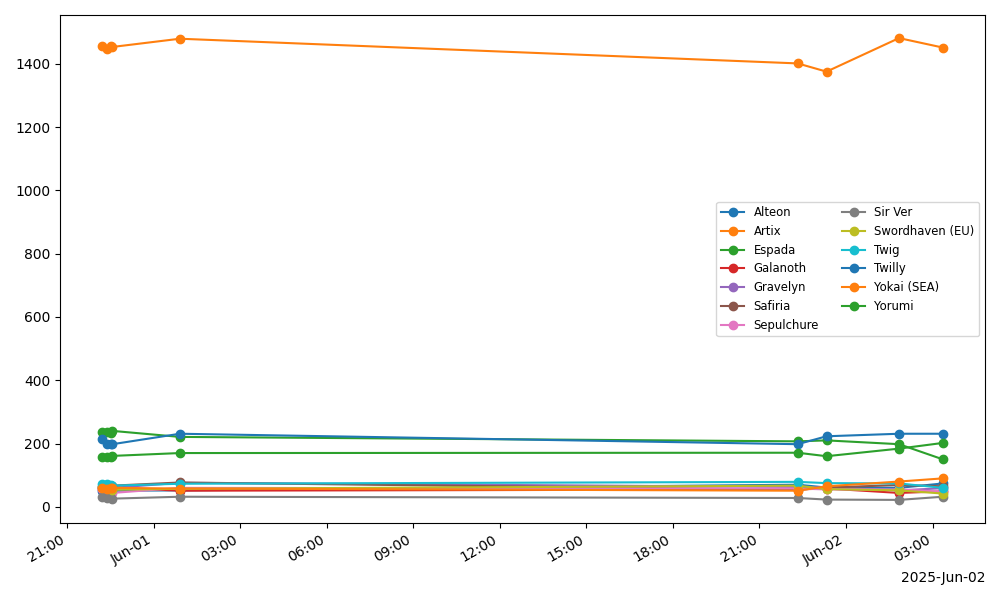 1400
1200
1000
800
600
400
200
0
Alteon
Artix
Espada
Galanoth
Gravelyn
Safiria
Sepulchure
Sir Ver
Swordhaven (EU)
Twig
Twilly
Yokai (SEA)
Yorumi
21:00
Jun-01
03:00
06:00
09:00
12:00
15:00
18:00
21:00
Jun-02
03:00
2025-Jun-02